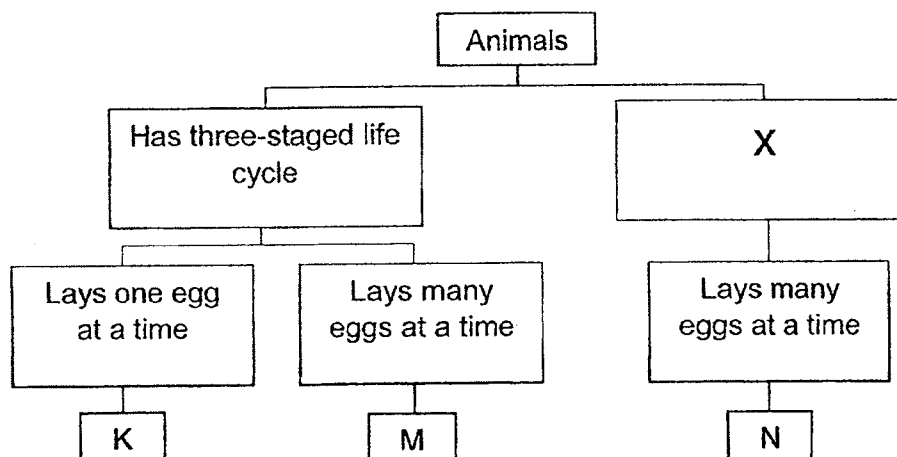 Animals
Has three-staged life
cycle
X
Lays one egg
at a time
Lays many
eggs at a time
Lays many
eggs at a time
K
M
N